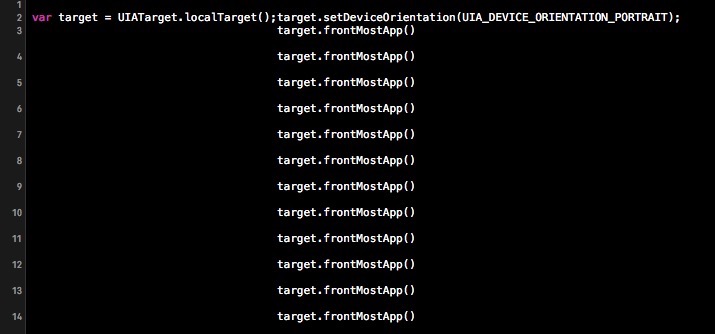 1
2 var target = UIATarget.localTarget();target.setDeviceOrientation(UIA_DEVICE_ORIENTATION_PORTRAIT);
3 target.frontMostApp()
4 target.frontMostApp()
5 target.frontMostApp()
6 target.frontMostApp()
7 target.frontMostApp()
8 target.frontMostApp()
9 target.frontMostApp()
10 target.frontMostApp()
11 target.frontMostApp()
12 target.frontMostApp()
13 target.frontMostApp()
14 target.frontMostApp()